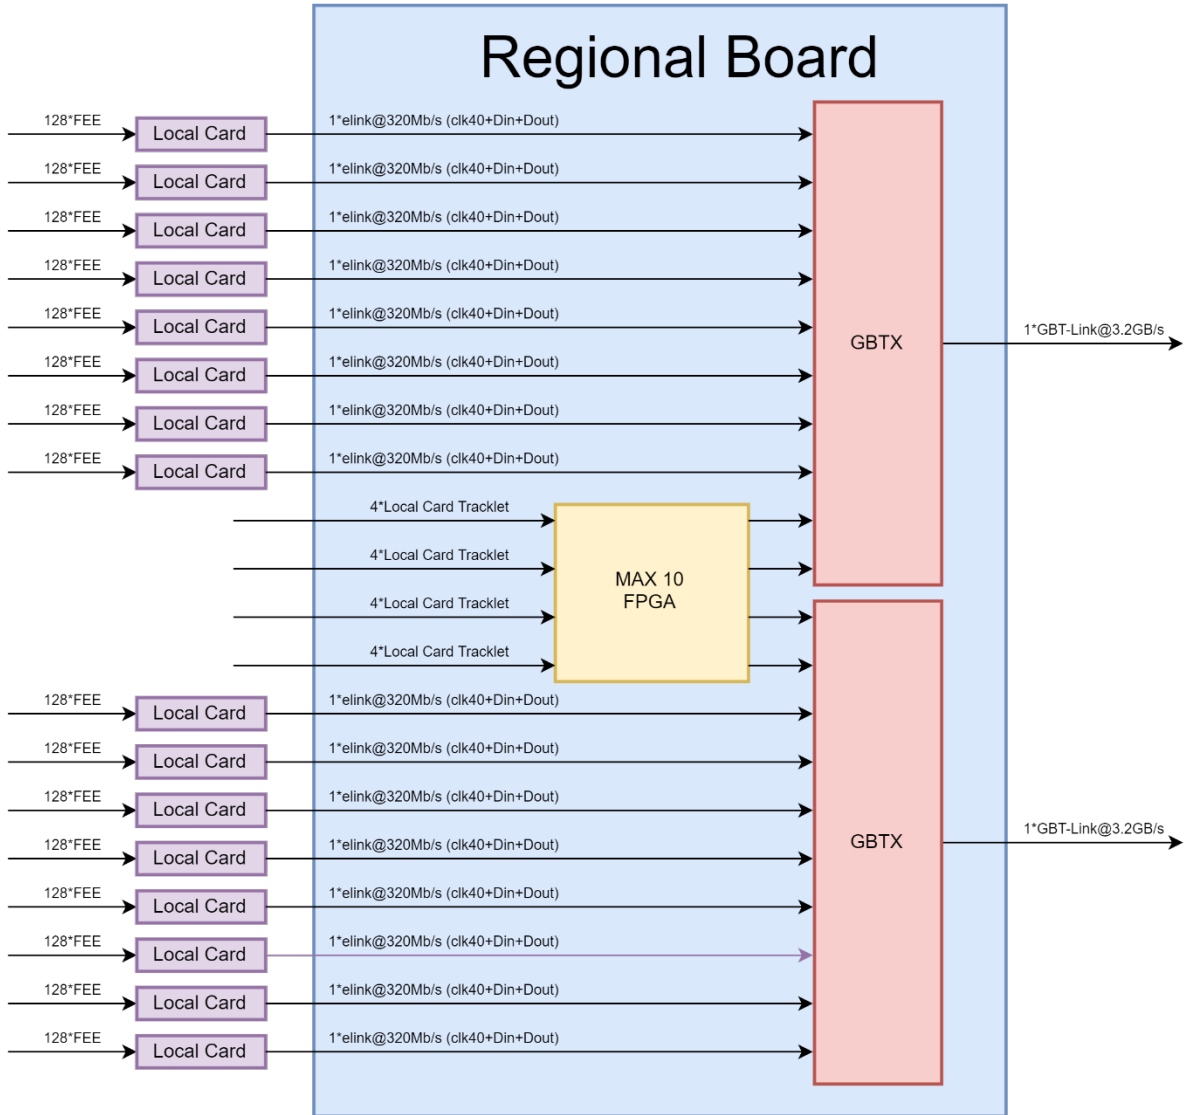 Regional Board
128*FEE
Local Card
1*elink@320Mb/s (clk40+Din+Dout)
128*FEE
Local Card
1*elink@320Mb/s (clk40+Din+Dout)
128*FEE
Local Card
1*elink@320Mb/s (clk40+Din+Dout)
128*FEE
Local Card
1*elink@320Mb/s (clk40+Din+Dout)
128*FEE
Local Card
1*elink@320Mb/s (clk40+Din+Dout)
128*FEE
Local Card
1*elink@320Mb/s (clk40+Din+Dout)
128*FEE
Local Card
1*elink@320Mb/s (clk40+Din+Dout)
128*FEE
Local Card
1*elink@320Mb/s (clk40+Din+Dout)
GBTX
1*GBT-Link@3.2GB/s
4*Local Card Tracklet
4*Local Card Tracklet
4*Local Card Tracklet
4*Local Card Tracklet
MAX 10
FPGA
128*FEE
Local Card
1*elink@320Mb/s (clk40+Din+Dout)
128*FEE
Local Card
1*elink@320Mb/s (clk40+Din+Dout)
128*FEE
Local Card
1*elink@320Mb/s (clk40+Din+Dout)
128*FEE
Local Card
1*elink@320Mb/s (clk40+Din+Dout)
128*FEE
Local Card
1*elink@320Mb/s (clk40+Din+Dout)
128*FEE
Local Card
1*elink@320Mb/s (clk40+Din+Dout)
128*FEE
Local Card
1*elink@320Mb/s (clk40+Din+Dout)
128*FEE
Local Card
1*elink@320Mb/s (clk40+Din+Dout)
GBTX
1*GBT-Link@3.2GB/s